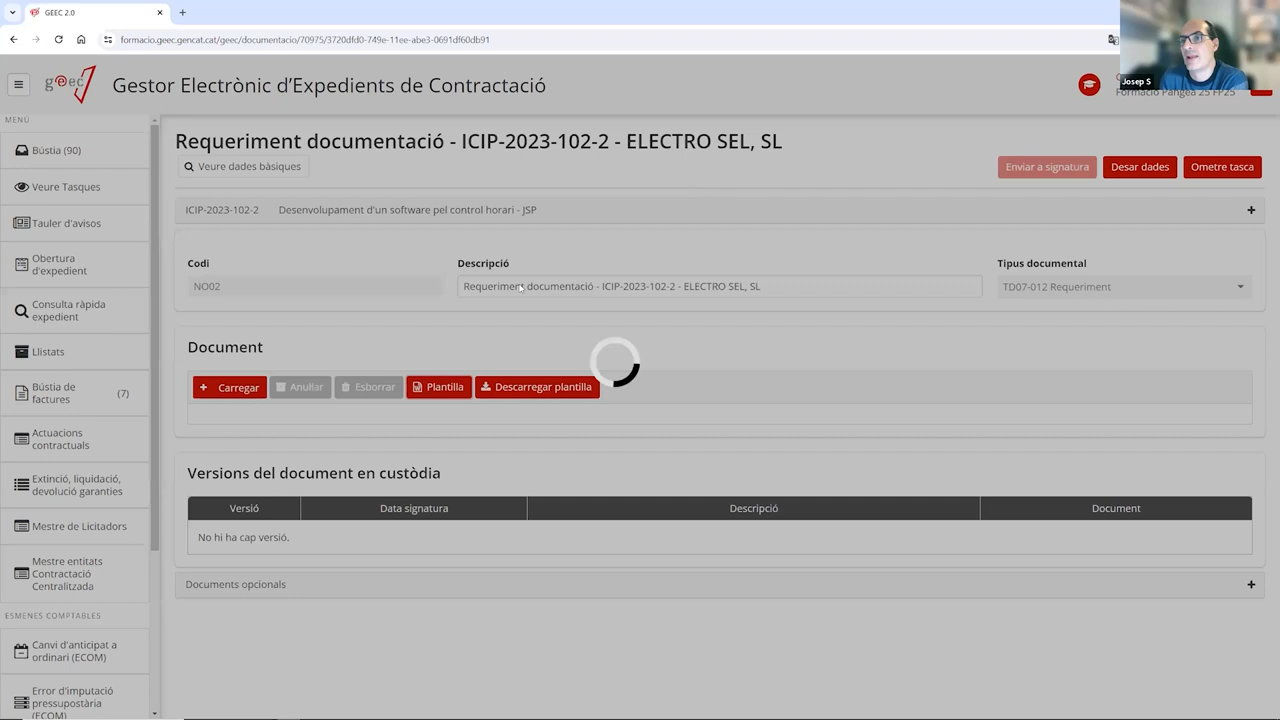 GEEC 2.0
formacio.geec.gencat.cat/geec/documentacio/70975/3720dfd0-749e-11ee-abe3-0691df60db91
geec
Gestor Electrònic d'Expedients de Contractació
Josep S
Formació Pangea 25 FP25
MENÚ
Bústia (90)
Veure Tasques
Tauler d'avisos
Obertura
d'expedient
Consulta ràpida
expedient
Llistats
Bústia de
factures
(7)
Actuacions
contractuals
Extinció, liquidació,
devolució garanties
Mestre de Licitadors
Mestre entitats
Contractació
Centralitzada
ESMENES COMPTABLES
Canvi d'anticipat a
ordinari (ECOM)
Error d'imputació
pressupostària
(ECOM)
Requeriment documentació - ICIP-2023-102-2 - ELECTRO SEL, SL
Veure dades bàsiques
Enviar a signatura
Desar dades
Ometre tasca
ICIP-2023-102-2 Desenvolupament d'un software pel control horari - JSP
Codi
Descripció
Tipus documental
NO02
Requeriment documentació - ICIP-2023-102-2 - ELECTRO SEL, SL
TD07-012 Requeriment
Document
+ Carregar
Anul·lar
Esborrar
Plantilla
Descarregar plantilla
Versions del document en custòdia
Versió
Data signatura
Descripció
Document
No hi ha cap versió.
Documents opcionals